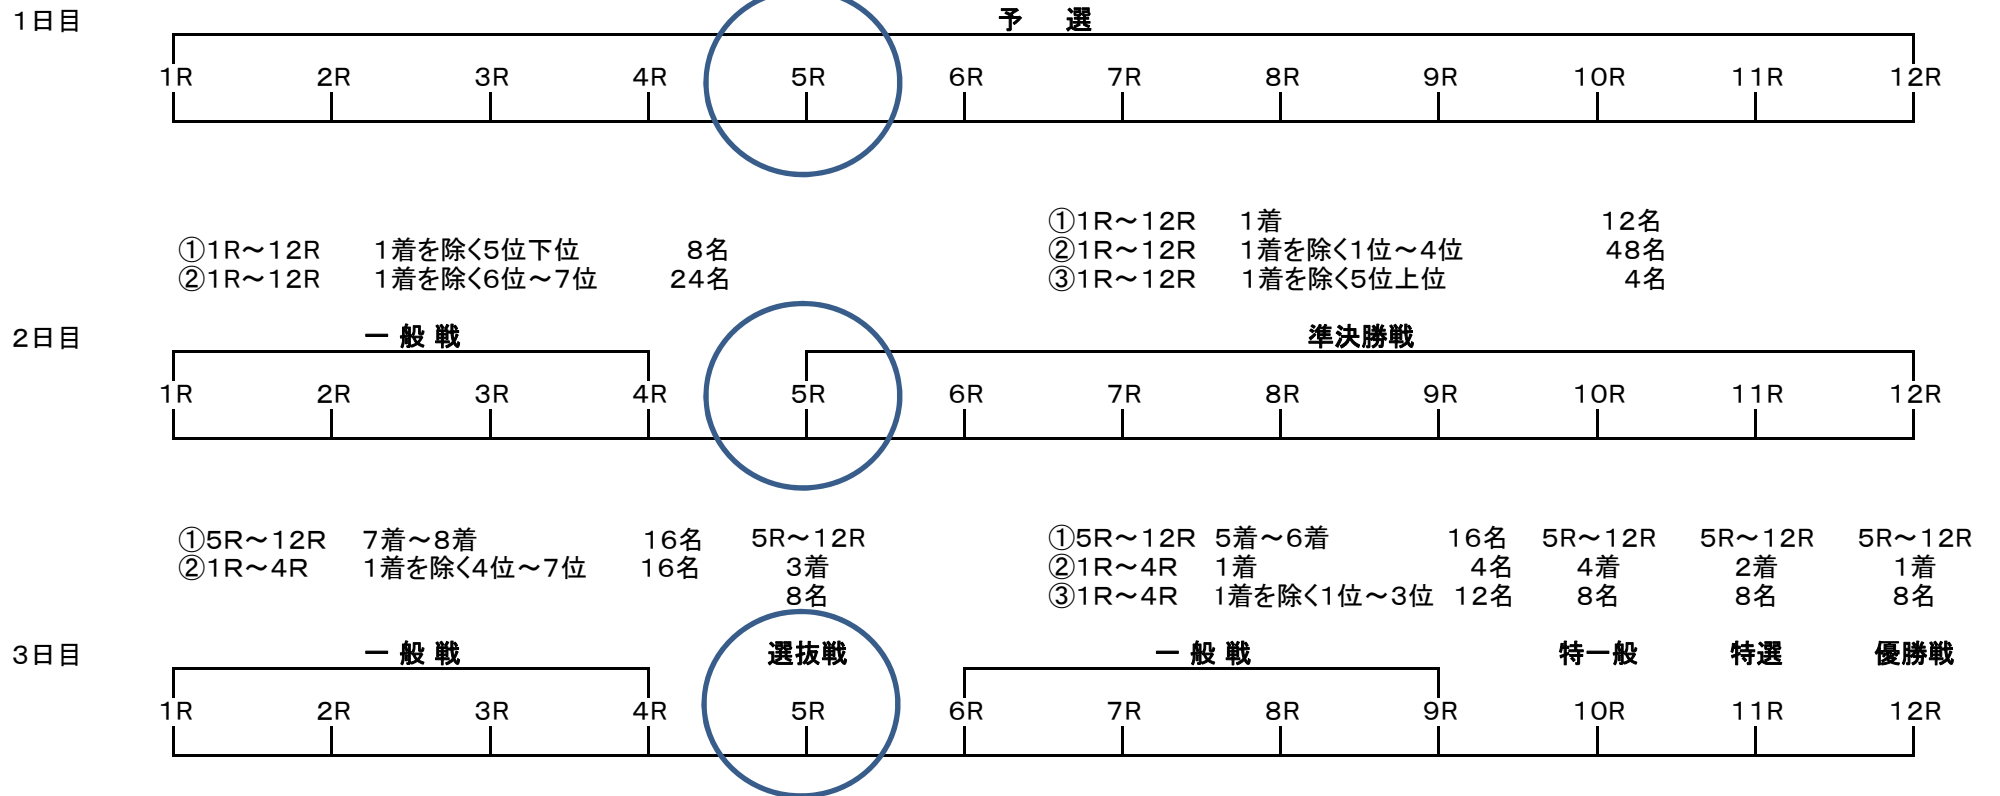 1日目
予　選
1R 2R 3R 4R 5R 6R 7R 8R 9R 10R 11R 12R
①1R～12R 1着を除く5位下位 8名
②1R～12R 1着を除く6位～7位 24名
①1R～12R 1着 12名
②1R～12R 1着を除く1位～4位 48名
③1R～12R 1着を除く5位上位 4名
2日目
一 般 戦
準決勝戦
1R 2R 3R 4R 5R 6R 7R 8R 9R 10R 11R 12R
①5R～12R 7着～8着 16名
②1R～4R 1着を除く4位～7位 16名
5R～12R
3着
8名
①5R～12R 5着～6着 16名
②1R～4R 1着 4名
③1R～4R 1着を除く1位～3位 12名
5R～12R
4着
8名
5R～12R
2着
8名
5R～12R
1着
8名
3日目
一 般 戦
選抜戦
一 般 戦
特一般
特選
優勝戦
1R 2R 3R 4R 5R 6R 7R 8R 9R 10R 11R 12R